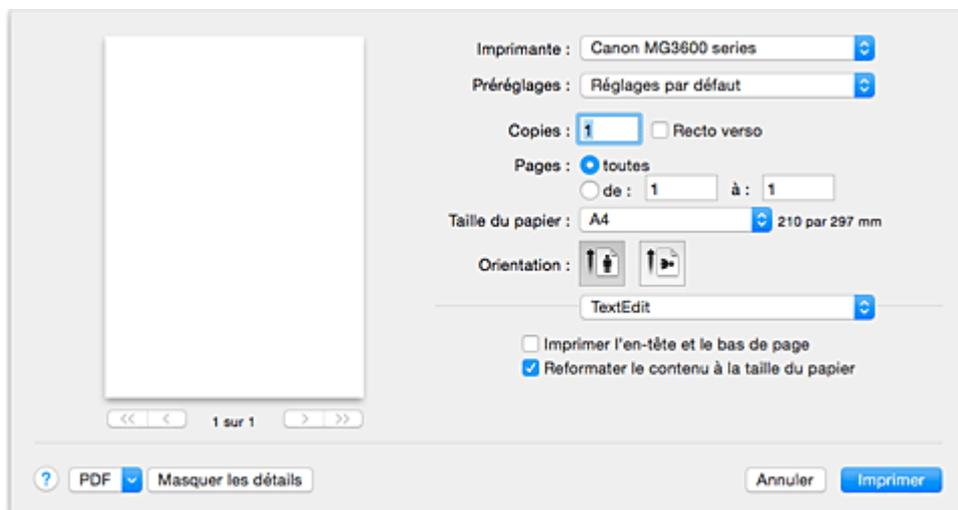 Imprimante : Canon MG3600 series
Préréglages : Réglages par défaut
Copies : 1 Recto verso
Pages : toutes
de : 1 à : 1
Taille du papier : A4 210 par 297 mm
Orientation :
TextEdit
Imprimer l'en-tête et le bas de page
Reformater le contenu à la taille du papier
<< < 1 sur 1 > >>
? PDF Masquer les détails Annuler Imprimer